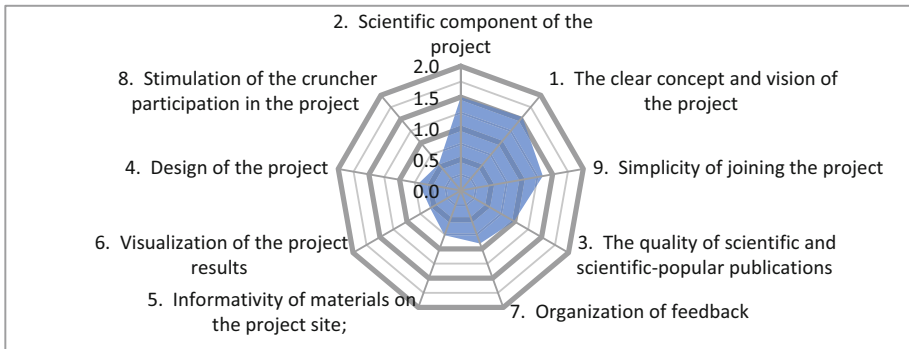 2. Scientific component of the
project
8. Stimulation of the cruncher
participation in the project
1. The clear concept and vision of
the project
4. Design of the project
9. Simplicity of joining the project
6. Visualization of the project
results
3. The quality of scientific and
scientific-popular publications
5. Informativity of materials on
the project site;
7. Organization of feedback
2.0
1.5
1.0
0.5
0.0